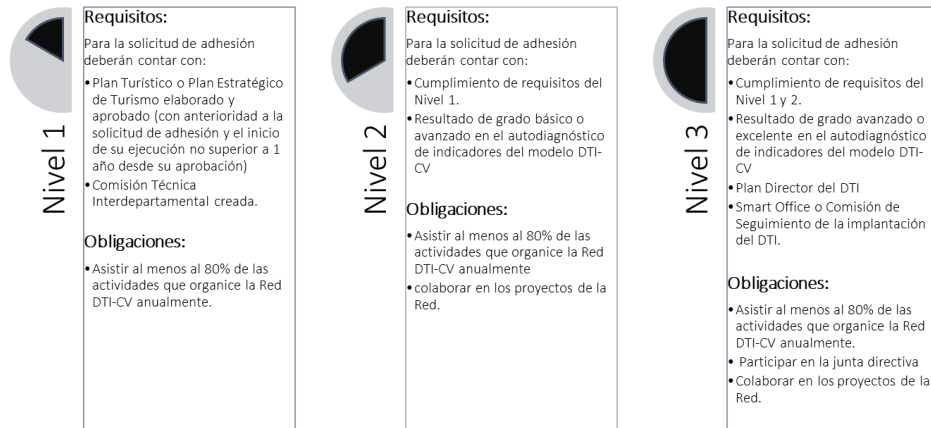 Nivel 1
Requisitos:
Para la solicitud de adhesión
deberán contar con:
•Plan Turístico o Plan Estratégico
de Turismo elaborado y
aprobado (con anterioridad a la
solicitud de adhesión y el inicio
de su ejecución no superior a 1
año desde su aprobación)
•Comisión Técnica
Interdepartamental creada.
Obligaciones:
•Asistir al menos al 80% de las
actividades que organice la Red
DTI-CV anualmente.
Nivel 2
Requisitos:
Para la solicitud de adhesión
deberán contar con:
•Cumplimiento de requisitos del
Nivel 1.
•Resultado de grado básico o
avanzado en el autodiagnóstico
de indicadores del modelo DTI-
CV
Obligaciones:
•Asistir al menos al 80% de las
actividades que organice la Red
DTI-CV anualmente
•colaborar en los proyectos de la
Red.
Nivel 3
Requisitos:
Para la solicitud de adhesión
deberán contar con:
•Cumplimiento de requisitos del
Nivel 1 y 2.
•Resultado de grado avanzado o
excelente en el autodiagnóstico
de indicadores del modelo DTI-
CV
•Plan Director del DTI
•Smart Office o Comisión de
Seguimiento de la implantación
del DTI.
Obligaciones:
•Asistir al menos al 80% de las
actividades que organice la Red
DTI-CV anualmente.
• Participar en la junta directiva
•Colaborar en los proyectos de la
Red.